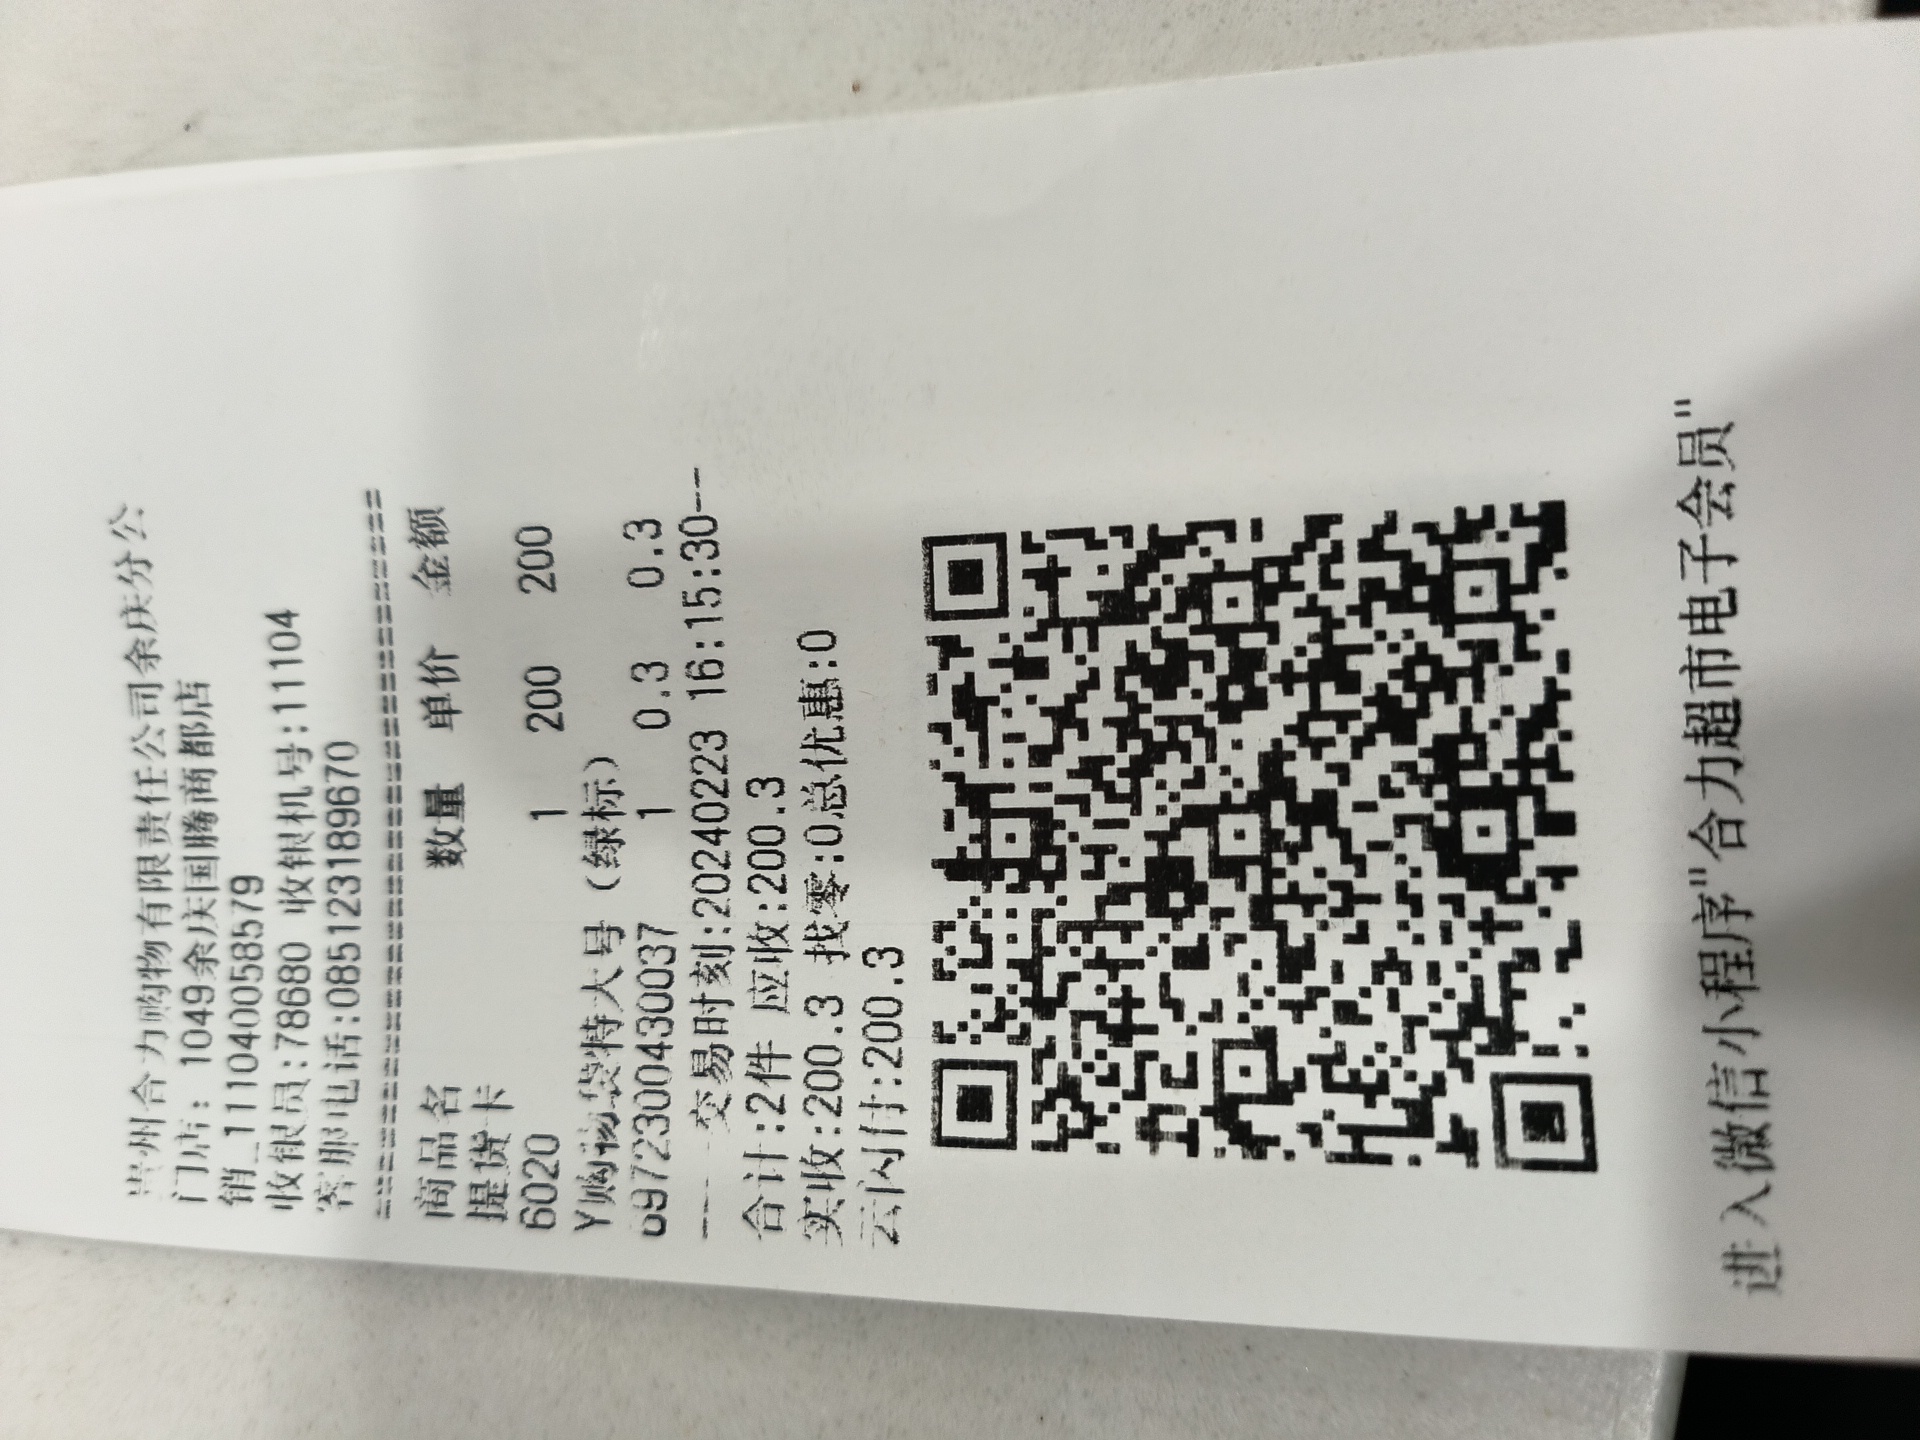 贵州合力购物有限责任公司余庆分公
门店: 1049余庆国腾商都店
销_1110400585579
收银员:78680 收银机号:11104
客服电话:085123189670
================================
商品名 数量 单价 金额
提货卡
6020 1 200 200
Y购物袋特大号（绿标）
6972300430037 1 0.3 0.3
----交易时刻:20240223 16:15:30---
合计:2件 应收:200.3
实收:200.3 找零:0总优惠:0
云闪付:200.3
进入微信小程序"合力超市电子会员"